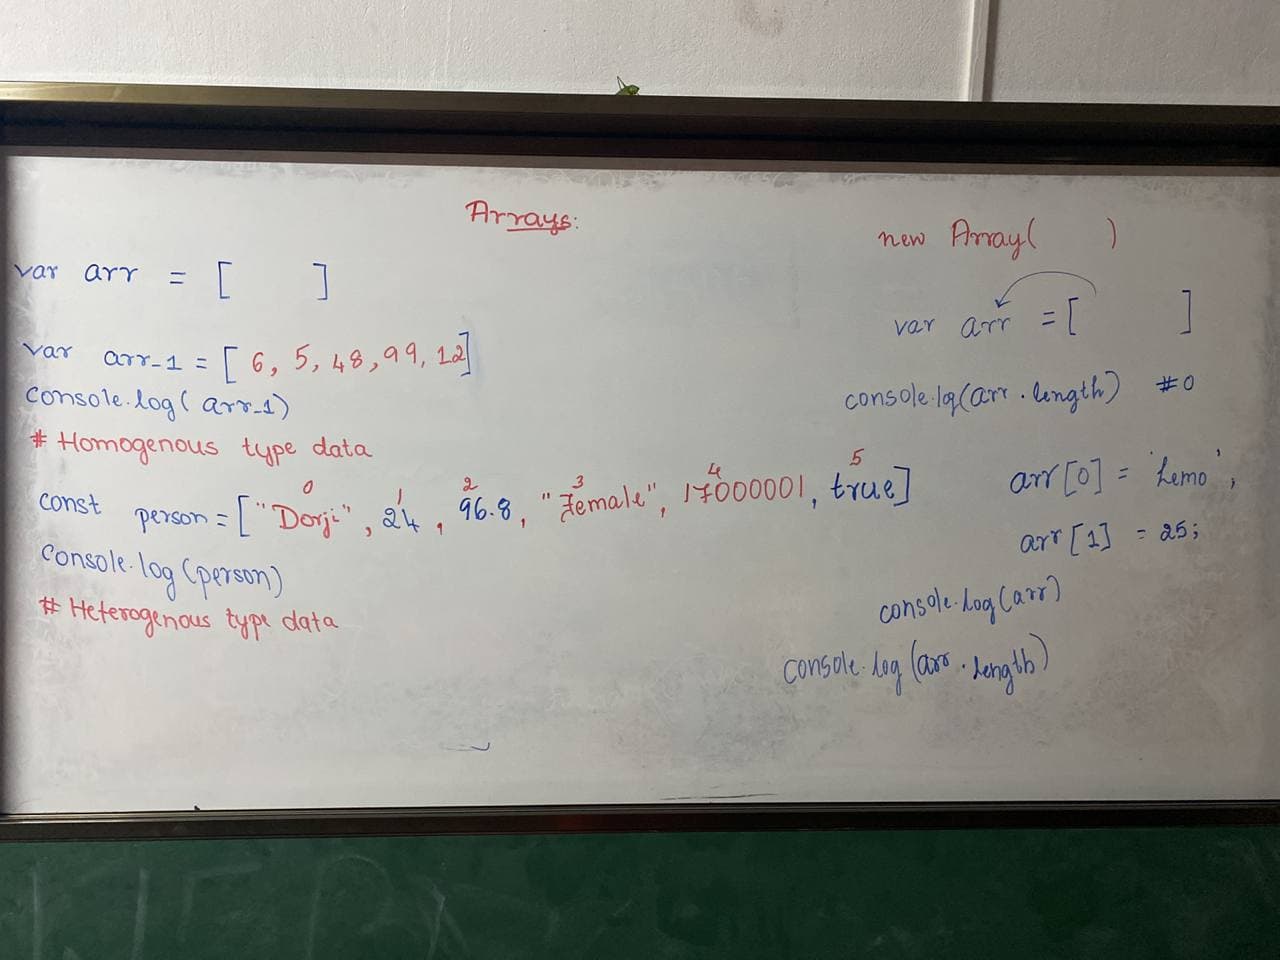 Arrays:
var arr = [ ]
var arr_1 = [ 6, 5, 48, 99, 12]
console.log( arr_1)
# Homogenous type data
0 1 2 3 4 5
const person = ["Dorji", 24, 96.8, "Female", 17000001, true]
console.log(person)
# Heterogenous type data
new Array( )
var arr = [ ]
console.log(arr.length) #0
arr[0] = 'Lemo';
arr[1] = 25;
console.log(arr)
console.log(arr.length)